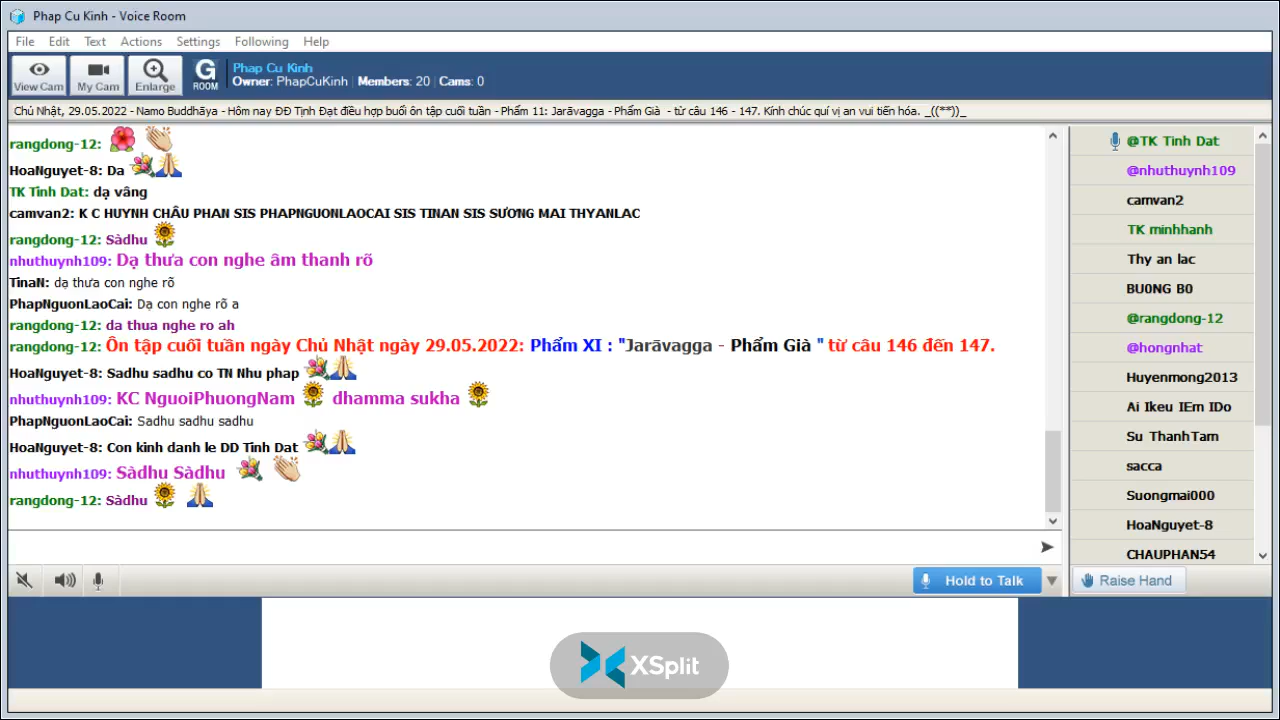 Phap Cu Kinh - Voice Room
File Edit Text Actions Settings Following Help
View Cam My Cam Enlarge G ROOM
Phap Cu Kinh
Owner: PhapCuKinh | Members: 20 | Cams: 0
Chủ Nhật, 29.05.2022 - Namo Buddhāya - Hôm nay ĐĐ Tịnh Đạt điều hợp buổi ôn tập cuối tuần - Phẩm 11: Jarāvagga - Phẩm Già - từ câu 146 - 147. Kính chúc quí vị an vui tiến hóa. _((**))_
rangdong-12:
HoaNguyet-8: Da
TK Tinh Dat: dạ vâng
camvan2: K C HUYNH CHÂU PHAN SIS PHAPNGUONLAOCAI SIS TINAN SIS SƯƠNG MAI THYANLAC
rangdong-12: Sàdhu
nhuthuynh109: Dạ thưa con nghe âm thanh rõ
TinaN: dạ thưa con nghe rõ
PhapNguonLaoCai: Dạ con nghe rõ a
rangdong-12: da thua nghe ro ah
rangdong-12: Ôn tập cuối tuần ngày Chủ Nhật ngày 29.05.2022: Phẩm XI : "Jarāvagga - Phẩm Già " từ câu 146 đến 147.
HoaNguyet-8: Sadhu sadhu co TN Nhu phap
nhuthuynh109: KC NguoiPhuongNam dhamma sukha
PhapNguonLaoCai: Sadhu sadhu sadhu
HoaNguyet-8: Con kinh danh le DD Tinh Dat
nhuthuynh109: Sàdhu Sàdhu
rangdong-12: Sàdhu
@TK Tinh Dat
@nhuthuynh109
camvan2
TK minhhanh
Thy an lac
BU0NG B0
@rangdong-12
@hongnhat
Huyenmong2013
Ai Ikeu IEm IDo
Su ThanhTam
sacca
Suongmai000
HoaNguyet-8
CHAUPHAN54
Hold to Talk
Raise Hand
XSplit